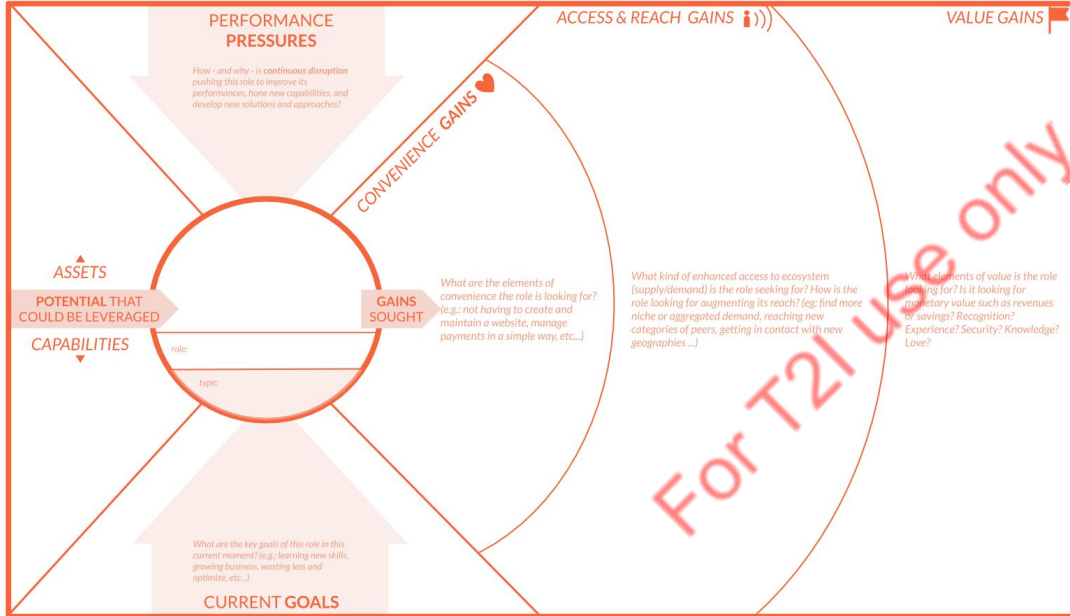 PERFORMANCE
PRESSURES
How - and why - is continuous disruption
pushing this role to improve its
performances, hone new capabilities, and
develop new solutions and approaches?
CONVENIENCE GAINS
ACCESS & REACH GAINS
VALUE GAINS
ASSETS
POTENTIAL THAT
COULD BE LEVERAGED
CAPABILITIES
role:
type:
GAINS
SOUGHT
What are the elements of
convenience the role is looking for?
(e.g.: not having to create and
maintain a website, manage
payments in a simple way, etc...)
What kind of enhanced access to ecosystem
(supply/demand) is the role seeking for? How is the
role looking for augmenting its reach? (eg: find more
niche or aggregated demand, reaching new
categories of peers, getting in contact with new
geographies ...)
What elements of value is the role
looking for? Is it looking for
monetary value such as revenues
or savings? Recognition?
Experience? Security? Knowledge?
Love?
For T2I use only
What are the key goals of this role in this
current moment? (e.g.: learning new skills,
growing business, wasting less and
optimize, etc...)
CURRENT GOALS